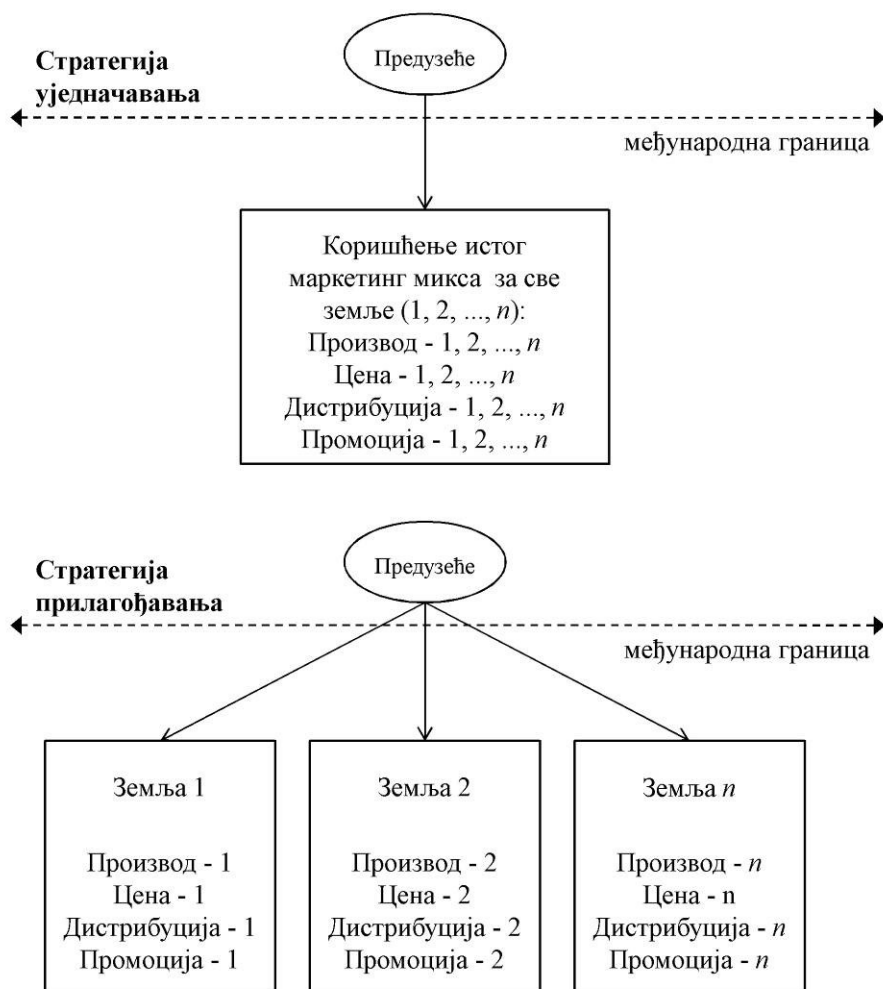 Предузеће
Стратегија
уједначавања
међународна граница
Коришћење истог
маркетинг микса за све
земље (1, 2, ..., n):
Производ - 1, 2, ..., n
Цена - 1, 2, ..., n
Дистрибуција - 1, 2, ..., n
Промоција - 1, 2, ..., n
Предузеће
Стратегија
прилагођавања
међународна граница
Земља 1
Производ - 1
Цена - 1
Дистрибуција - 1
Промоција - 1
Земља 2
Производ - 2
Цена - 2
Дистрибуција - 2
Промоција - 2
Земља n
Производ - n
Цена - n
Дистрибуција - n
Промоција - n